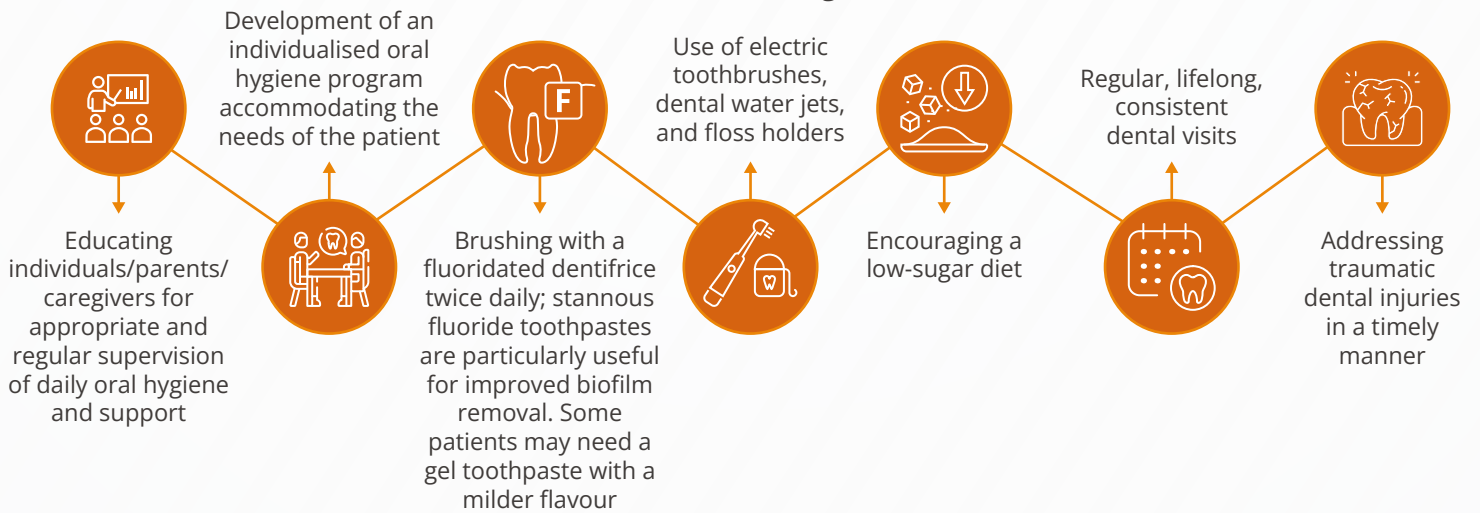 Educating
individuals/parents/
caregivers for
appropriate and
regular supervision
of daily oral hygiene
and support
Development of an
individualised oral
hygiene program
accommodating the
needs of the patient
F
Brushing with a
fluoridated dentifrice
twice daily; stannous
fluoride toothpastes
are particularly useful
for improved biofilm
removal. Some
patients may need a
gel toothpaste with a
milder flavour
Use of electric
toothbrushes,
dental water jets,
and floss holders
Encouraging a
low-sugar diet
Regular, lifelong,
consistent
dental visits
Addressing
traumatic
dental injuries
in a timely
manner